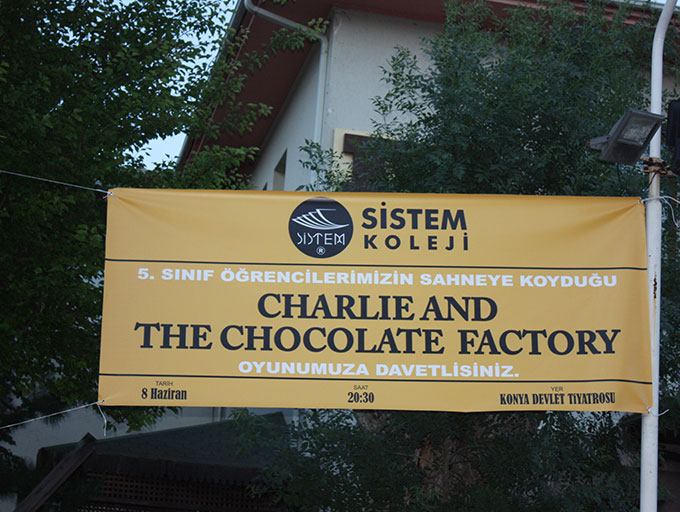 SİSTEM
®
SİSTEM
KOLEJİ
5. SINIF ÖĞRENCİLERİMİZİN SAHNEYE KOYDUĞU
CHARLIE AND
THE CHOCOLATE FACTORY
OYUNUMUZA DAVETLİSİNİZ.
TARİH
8 Haziran
SAAT
20:30
YER
KONYA DEVLET TİYATROSU